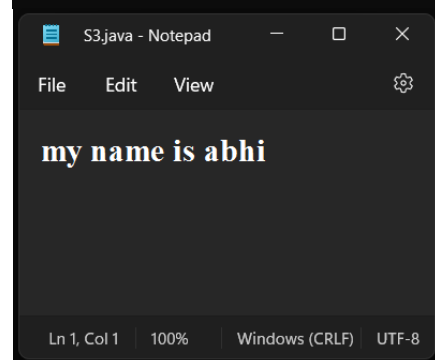 S3.java - Notepad
File Edit View
my name is abhi
Ln 1, Col 1 100% Windows (CRLF) UTF-8